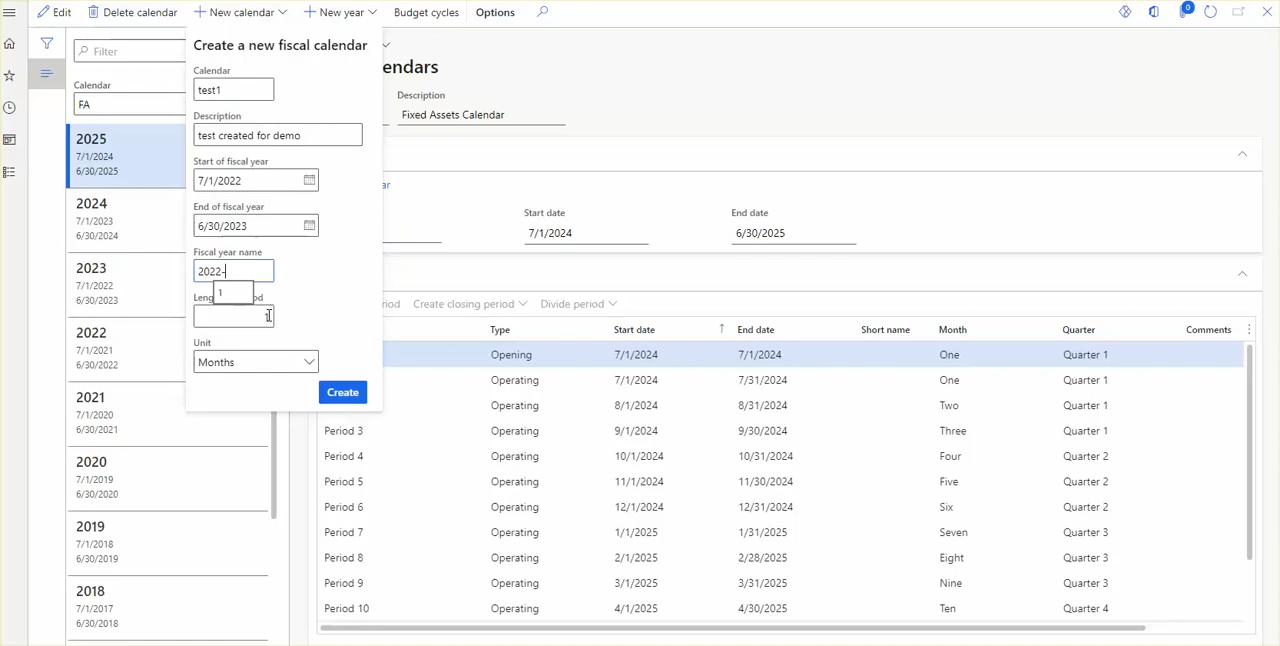 Edit Delete calendar New calendar New year Budget cycles Options 0
Filter
Calendar
FA
2025
7/1/2024
6/30/2025
2024
7/1/2023
6/30/2024
2023
7/1/2022
6/30/2023
2022
7/1/2021
6/30/2022
2021
7/1/2020
6/30/2021
2020
7/1/2019
6/30/2020
2019
7/1/2018
6/30/2019
2018
7/1/2017
6/30/2018
Create a new fiscal calendar
Calendar
test1
Description
test created for demo
Start of fiscal year
7/1/2022
End of fiscal year
6/30/2023
Fiscal year name
2022-
1
Unit
Months
Create
endars
Description
Fixed Assets Calendar
ar
Start date End date
7/1/2024 6/30/2025
riod Create closing period Divide period
Type Start date End date Short name Month Quarter Comments
Opening 7/1/2024 7/1/2024 One Quarter 1
Operating 7/1/2024 7/31/2024 One Quarter 1
Operating 8/1/2024 8/31/2024 Two Quarter 1
Period 3 Operating 9/1/2024 9/30/2024 Three Quarter 1
Period 4 Operating 10/1/2024 10/31/2024 Four Quarter 2
Period 5 Operating 11/1/2024 11/30/2024 Five Quarter 2
Period 6 Operating 12/1/2024 12/31/2024 Six Quarter 2
Period 7 Operating 1/1/2025 1/31/2025 Seven Quarter 3
Period 8 Operating 2/1/2025 2/28/2025 Eight Quarter 3
Period 9 Operating 3/1/2025 3/31/2025 Nine Quarter 3
Period 10 Operating 4/1/2025 4/30/2025 Ten Quarter 4